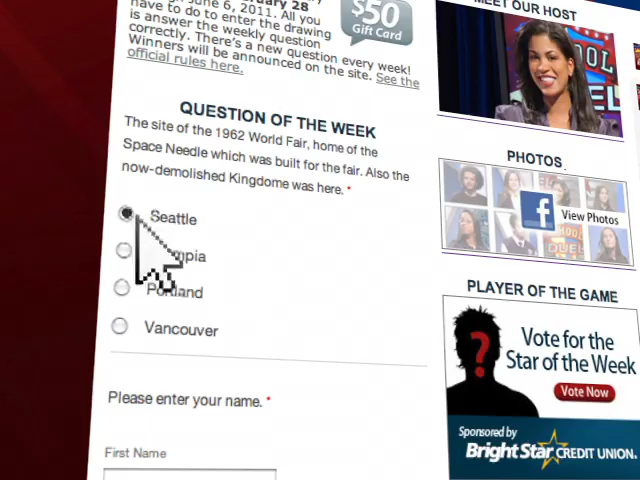 bruary 28
June 6, 2011. All you
have to do to enter the drawing
is answer the weekly question
correctly. There's a new question every week!
Winners will be announced on the site. See the
official rules here.
$50
Gift Card
QUESTION OF THE WEEK
The site of the 1962 World Fair, home of the
Space Needle which was built for the fair. Also the
now-demolished Kingdome was here. *
Seattle
mpia
Portland
Vancouver
Please enter your name. *
First Name
MEET OUR HOST
OOL
EL
PHOTOS
View Photos
PLAYER OF THE GAME
Vote for the
Star of the Week
Vote Now
Sponsored by
BrightStar CREDIT UNION.